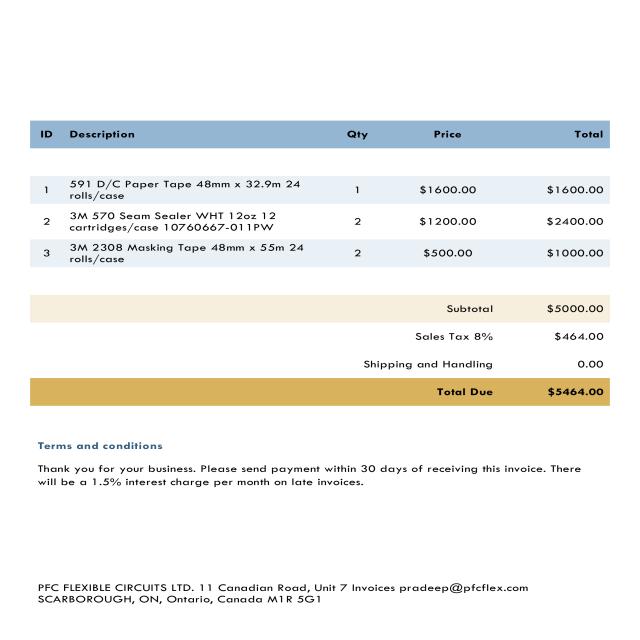 ID Description Qty Price Total
591 D/C Paper Tape 48mm x 32.9m 24
1 1 $1600.00 $1600.00
rolls/case
3M 570 Seam Sealer WHT 12oz 12
2 2 $1200.00 $2400.00
cartridges/case 10760667-011PW
3M 2308 Masking Tape 48mm x 55m 24
3 2 $500.00 $1000.00
rolls/case
Subtotal $5000.00
Sales Tax 8% $464.00
Shipping and Handling 0.00
Total Due $5464.00
Terms and conditions
Thank you for your business. Please send payment within 30 days of receiving this invoice. There
will be a 1.5% interest charge per month on late invoices.
PFC FLEXIBLE CIRCUITS LTD. 11 Canadian Road, Unit 7 Invoices pradeep@pfcflex.com
SCARBOROUGH, ON, Ontario, Canada M1R 5G1